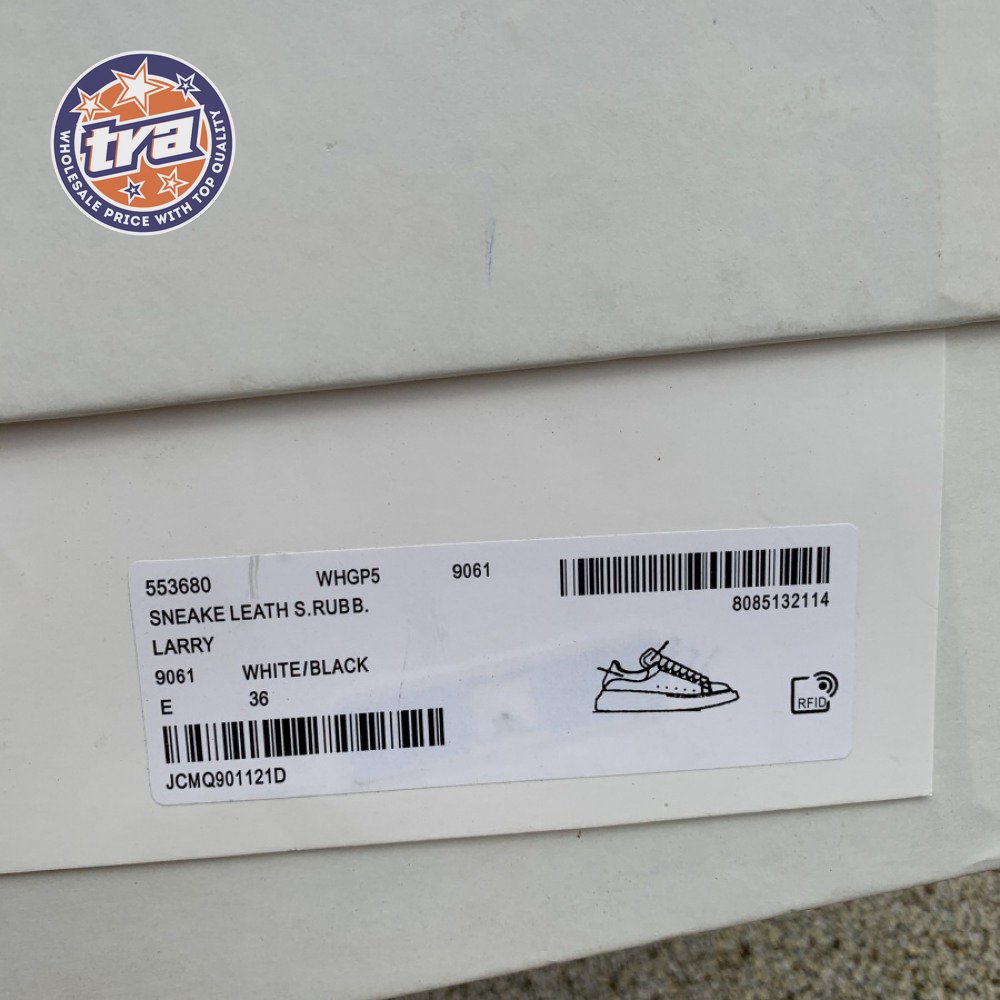 tra
WHOLESALE PRICE WITH TOP QUALITY
553680 WHGP5 9061
SNEAKE LEATH S.RUBB.
8085132114
LARRY
9061 WHITE/BLACK
E 36
RFID
JCMQ901121D